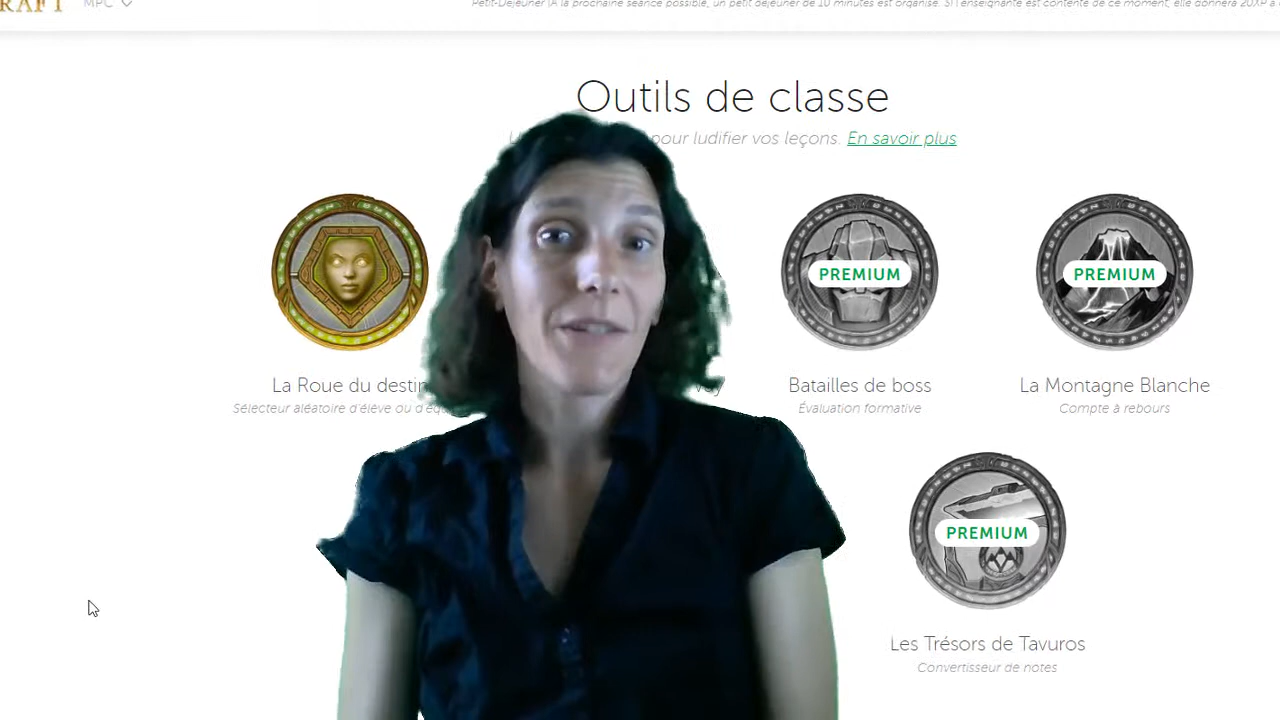 RAFT MPC
Petit-Déjeuner (À la prochaine séance possible, un petit déjeuner de 10 minutes est organisé. Si l'enseignante est contente de ce moment, elle donnera 20XP à
Outils de classe
pour ludifier vos leçons. En savoir plus
PREMIUM PREMIUM
La Roue du destin Batailles de boss La Montagne Blanche
Sélecteur aléatoire d'élève ou d'équ Évaluation formative Compte à rebours
PREMIUM
Les Trésors de Tavuros
Convertisseur de notes